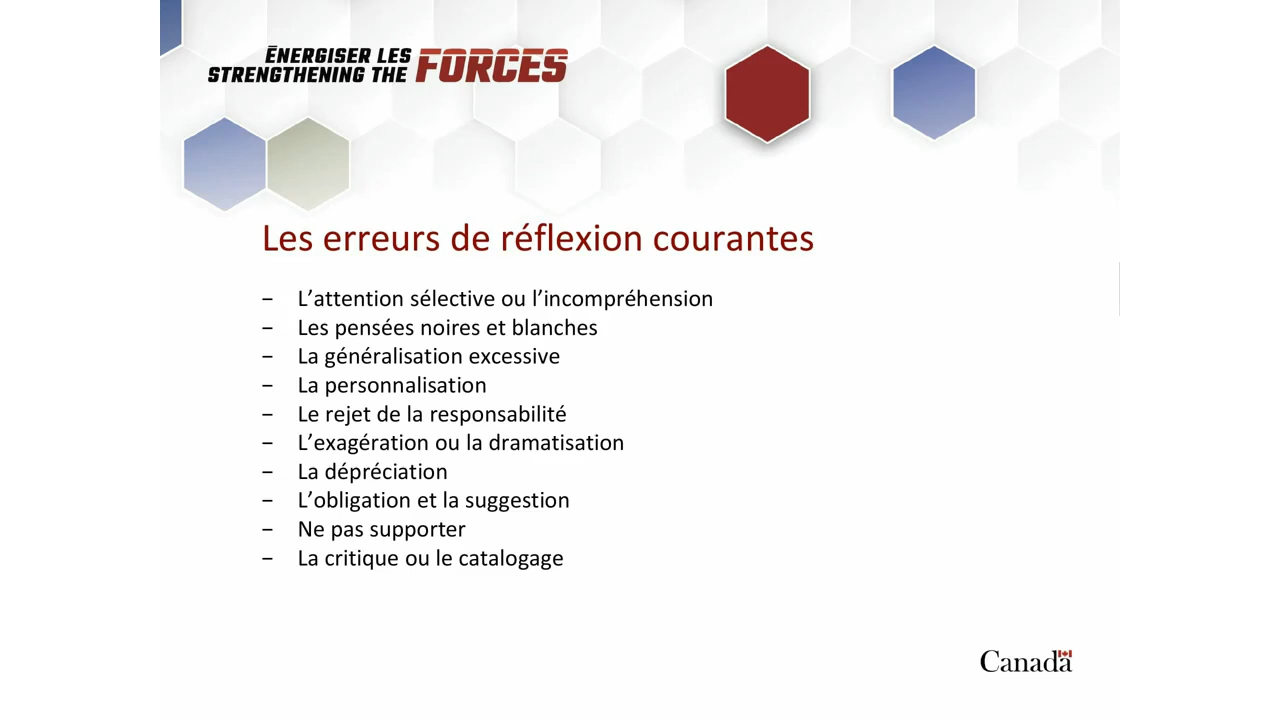 ÉNERGISER LES
STRENGTHENING THE FORCES
Les erreurs de réflexion courantes
– L’attention sélective ou l’incompréhension
– Les pensées noires et blanches
– La généralisation excessive
– La personnalisation
– Le rejet de la responsabilité
– L’exagération ou la dramatisation
– La dépréciation
– L’obligation et la suggestion
– Ne pas supporter
– La critique ou le catalogage
Canada